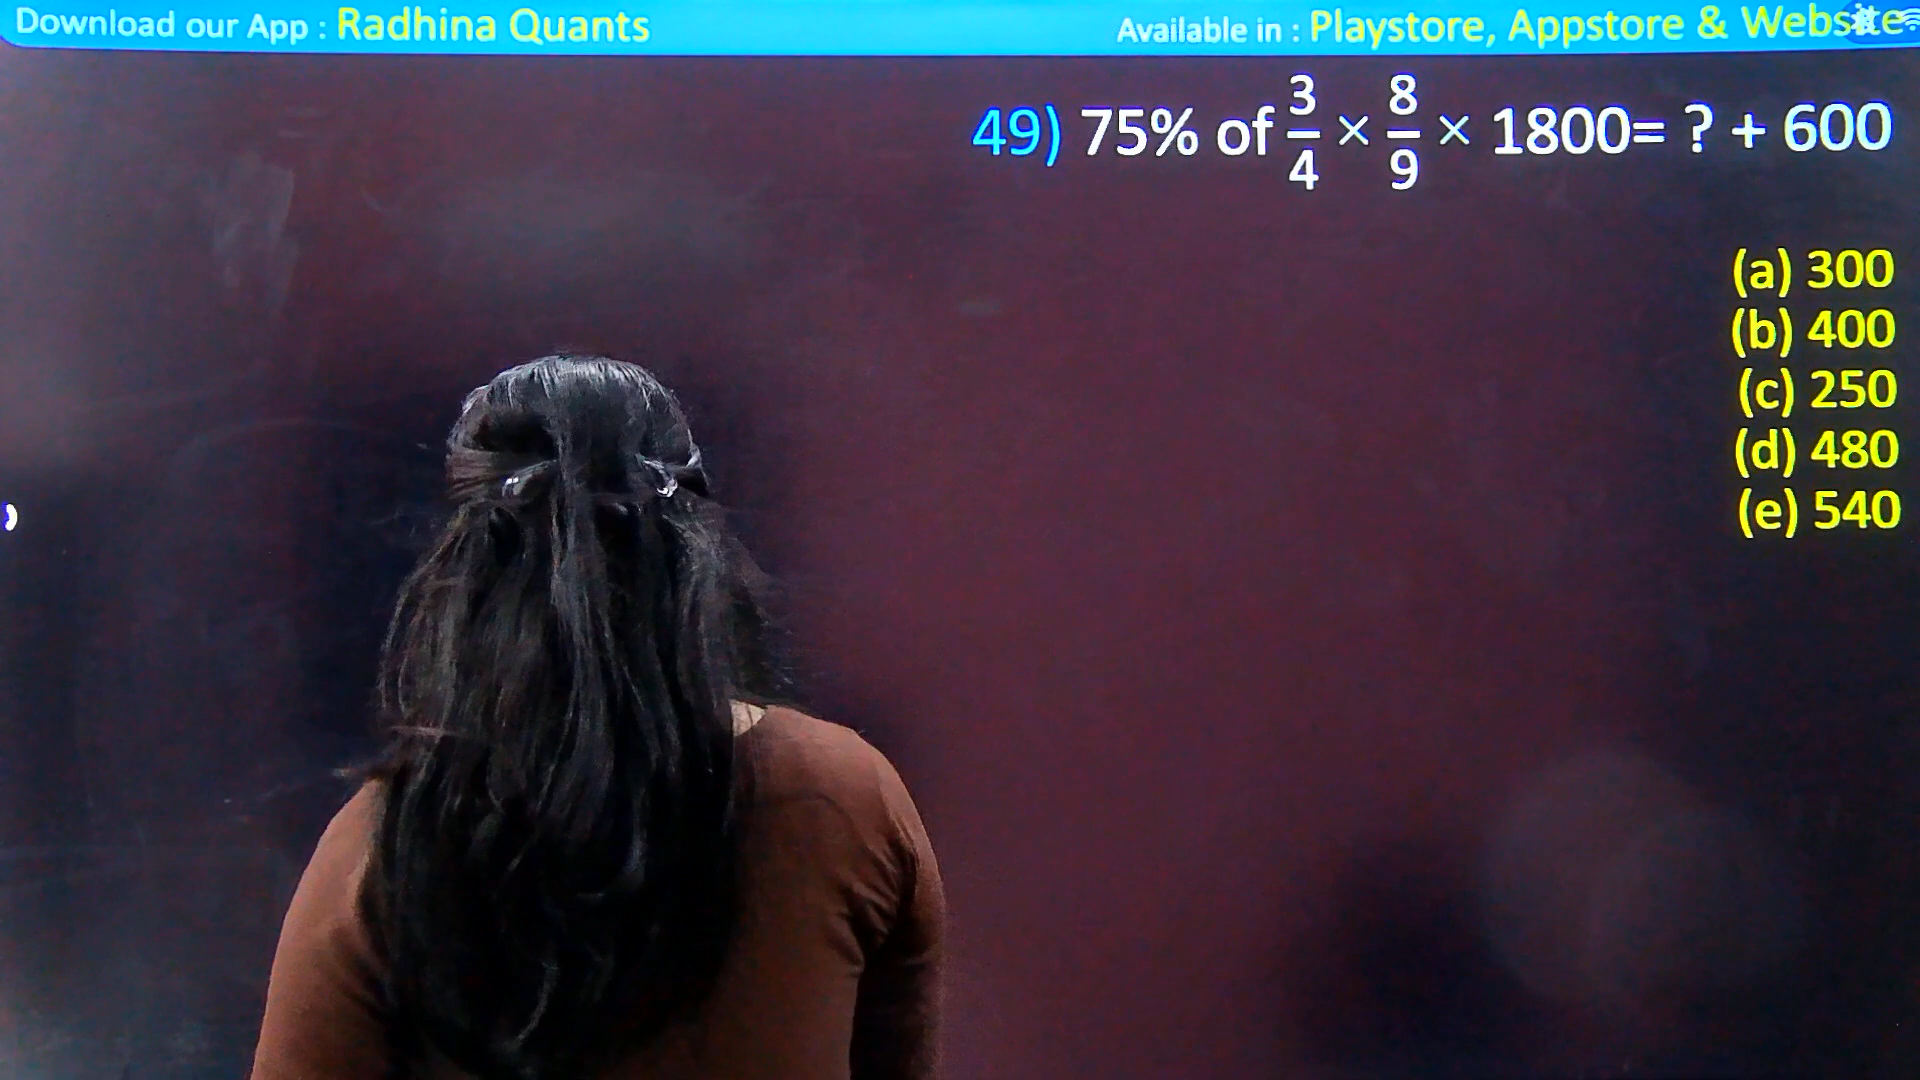 Download our App : Radhina Quants
Available in : Playstore, Appstore & Website
49) 75% of 3/4 × 8/9 × 1800= ? + 600
(a) 300
(b) 400
(c) 250
(d) 480
(e) 540